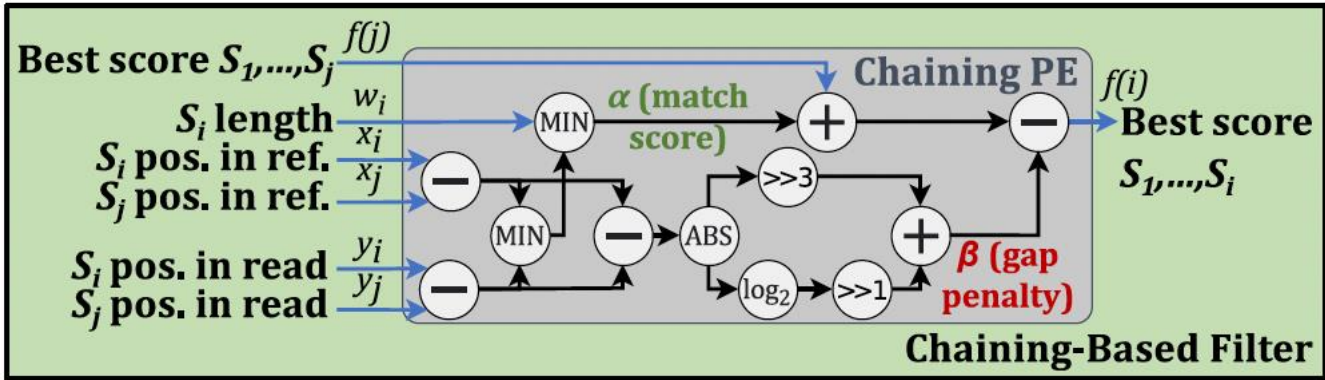 Best score S1,...,Sj f(j)
Chaining PE
Si length wi
MIN
α (match
score)
+
−
f(i)
Best score
S1,...,Si
Si pos. in ref. xi
Sj pos. in ref. xj
−
>>3
MIN
−
ABS
+
Si pos. in read yi
Sj pos. in read yj
−
log2
>>1
β (gap
penalty)
Chaining-Based Filter